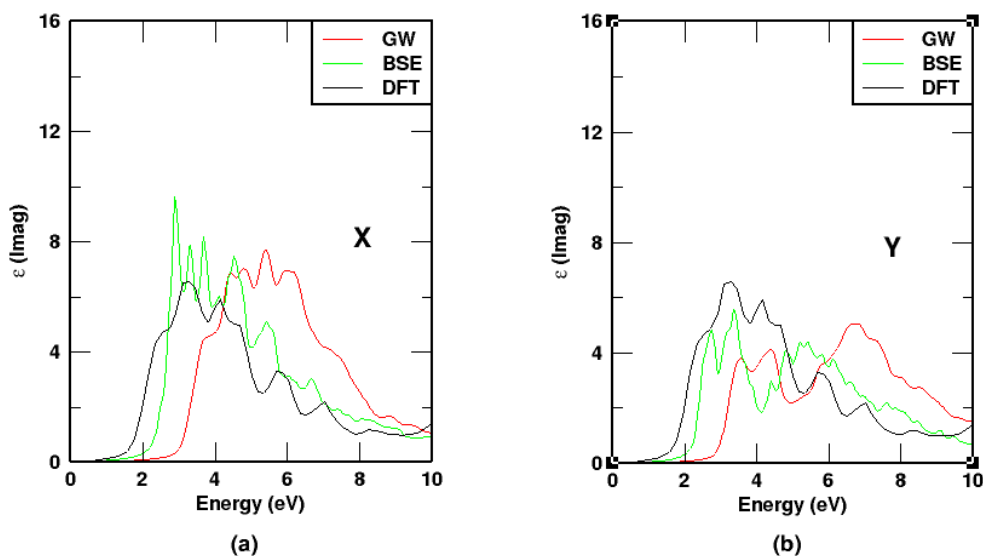 16
12
8
4
0
ε (Imag)
GW
BSE
DFT
X
0 2 4 6 8 10
Energy (eV)
(a)
16
12
8
4
0
ε (Imag)
GW
BSE
DFT
Y
0 2 4 6 8 10
Energy (eV)
(b)